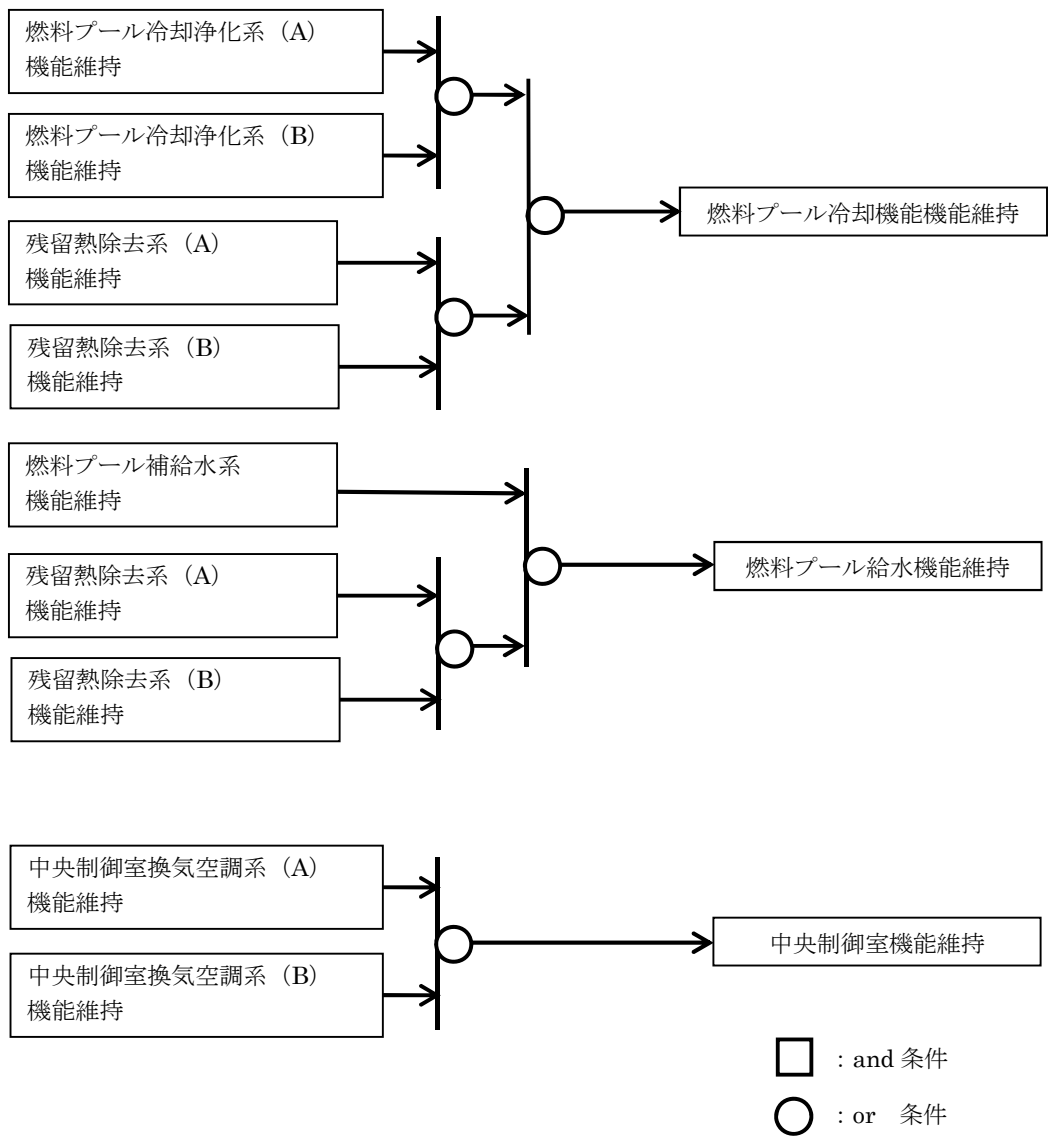 燃料プール冷却浄化系（A）
機能維持
燃料プール冷却浄化系（B）
機能維持
残留熱除去系（A）
機能維持
残留熱除去系（B）
機能維持
燃料プール冷却機能機能維持
燃料プール補給水系
機能維持
残留熱除去系（A）
機能維持
残留熱除去系（B）
機能維持
燃料プール給水機能維持
中央制御室換気空調系（A）
機能維持
中央制御室換気空調系（B）
機能維持
中央制御室機能維持
：and 条件
：or　条件